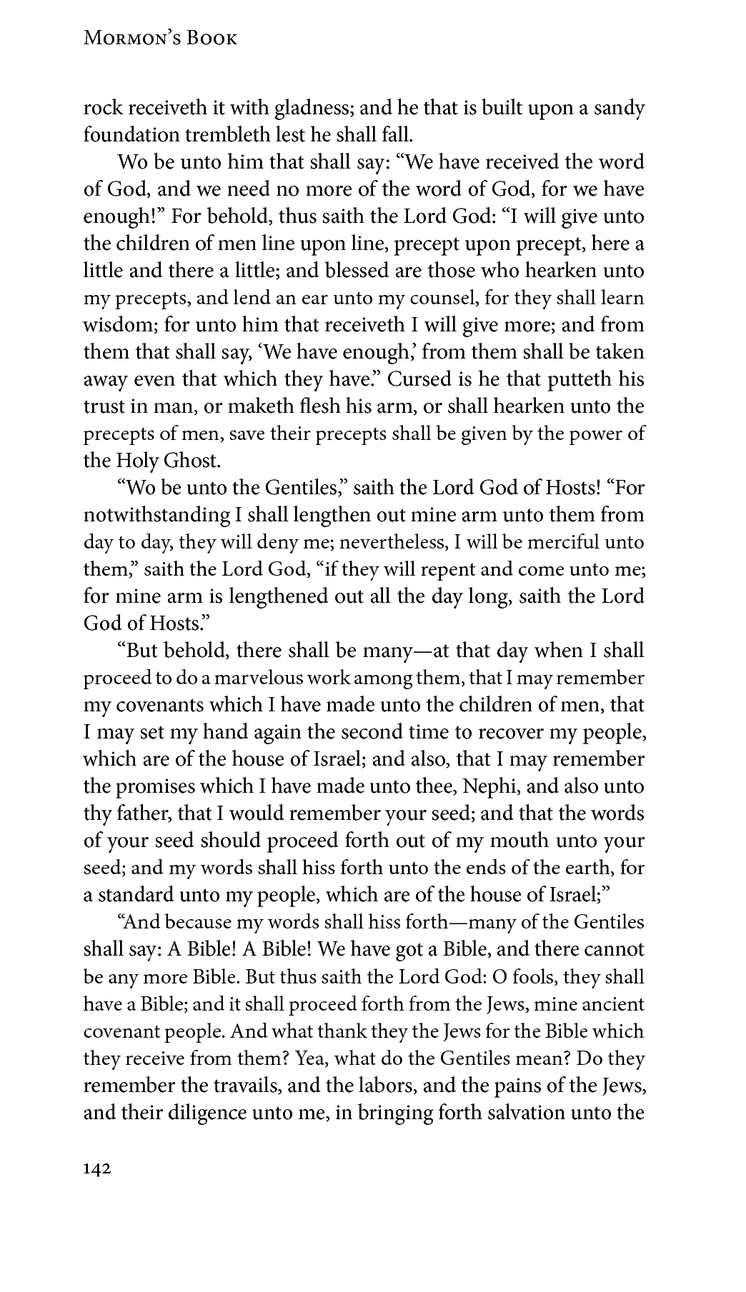 Mormon’s Book
rock receiveth it with gladness; and he that is built upon a sandy
foundation trembleth lest he shall fall.
Wo be unto him that shall say: “We have received the word
of God, and we need no more of the word of God, for we have
enough!” For behold, thus saith the Lord God: “I will give unto
the children of men line upon line, precept upon precept, here a
little and there a little; and blessed are those who hearken unto
my precepts, and lend an ear unto my counsel, for they shall learn
wisdom; for unto him that receiveth I will give more; and from
them that shall say, ‘We have enough,’ from them shall be taken
away even that which they have.” Cursed is he that putteth his
trust in man, or maketh flesh his arm, or shall hearken unto the
precepts of men, save their precepts shall be given by the power of
the Holy Ghost.
“Wo be unto the Gentiles,” saith the Lord God of Hosts! “For
notwithstanding I shall lengthen out mine arm unto them from
day to day, they will deny me; nevertheless, I will be merciful unto
them,” saith the Lord God, “if they will repent and come unto me;
for mine arm is lengthened out all the day long, saith the Lord
God of Hosts.”
“But behold, there shall be many—at that day when I shall
proceed to do a marvelous work among them, that I may remember
my covenants which I have made unto the children of men, that
I may set my hand again the second time to recover my people,
which are of the house of Israel; and also, that I may remember
the promises which I have made unto thee, Nephi, and also unto
thy father, that I would remember your seed; and that the words
of your seed should proceed forth out of my mouth unto your
seed; and my words shall hiss forth unto the ends of the earth, for
a standard unto my people, which are of the house of Israel;”
“And because my words shall hiss forth—many of the Gentiles
shall say: A Bible! A Bible! We have got a Bible, and there cannot
be any more Bible. But thus saith the Lord God: O fools, they shall
have a Bible; and it shall proceed forth from the Jews, mine ancient
covenant people. And what thank they the Jews for the Bible which
they receive from them? Yea, what do the Gentiles mean? Do they
remember the travails, and the labors, and the pains of the Jews,
and their diligence unto me, in bringing forth salvation unto the
142